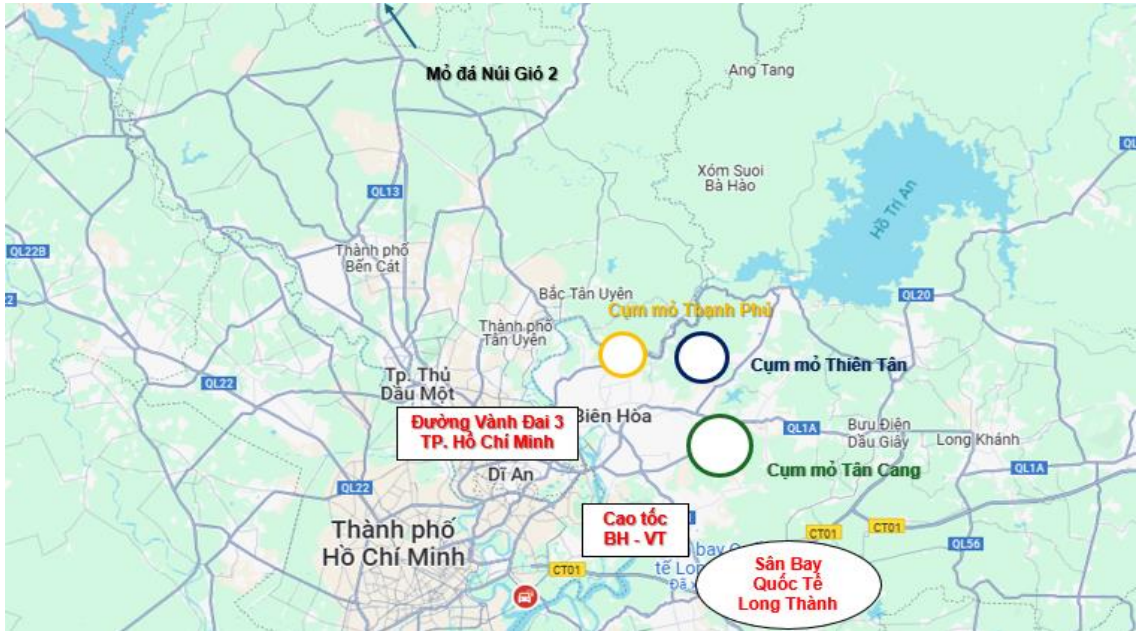 Mỏ đá Núi Gió 2
Ang Tang
Xóm Suoi
Bà Hào
Hồ Trị An
QL13
QL22B
Thành phố
Bến Cát
QL20
Bắc Tân Uyên
Cụm mỏ Thạnh Phú
Thành phố
Tân Uyên
Tp. Thủ
Dầu Một
Cụm mỏ Thiện Tân
QL22
Đường Vành Đai 3
TP. Hồ Chí Minh
Biên Hòa
QL1A
Bưu Điện
Dầu Giây
Long Khánh
Cụm mỏ Tân Cang
QL1A
Dĩ An
QL22
Thành phố
Hồ Chí Minh
Cao tốc
BH - VT
CT01
CT01
QL56
CT01
Sân Bay
Quốc Tế
Long Thành